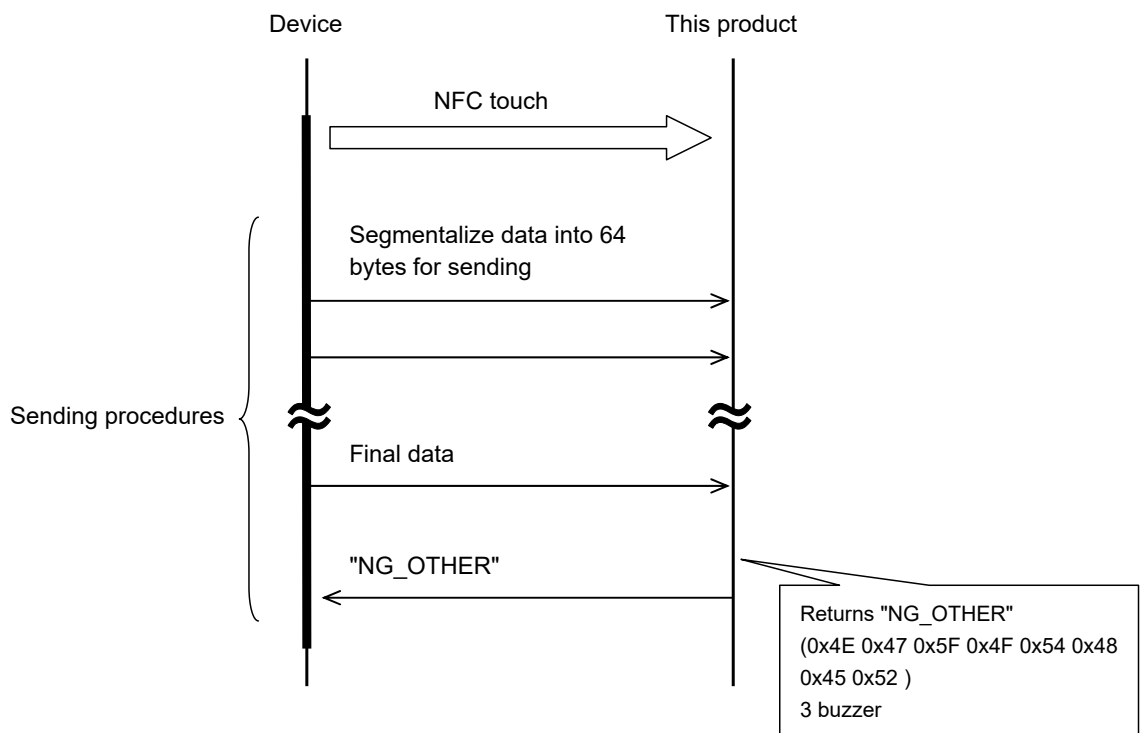 Device
This product
NFC touch
Segmentalize data into 64
bytes for sending
Sending procedures
Final data
"NG_OTHER"
Returns "NG_OTHER"
(0x4E 0x47 0x5F 0x4F 0x54 0x48
0x45 0x52 )
3 buzzer